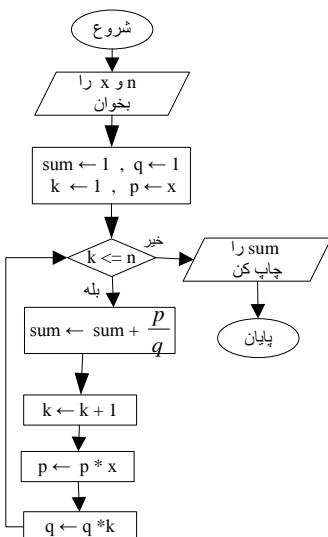 شروع
n و x را
بخوان
sum ← 1 , q ← 1
k ← 1 , p ← x
k <= n
خیر
sum را
چاپ کن
بله
پایان
sum ← sum + p/q
k ← k + 1
p ← p * x
q ← q *k